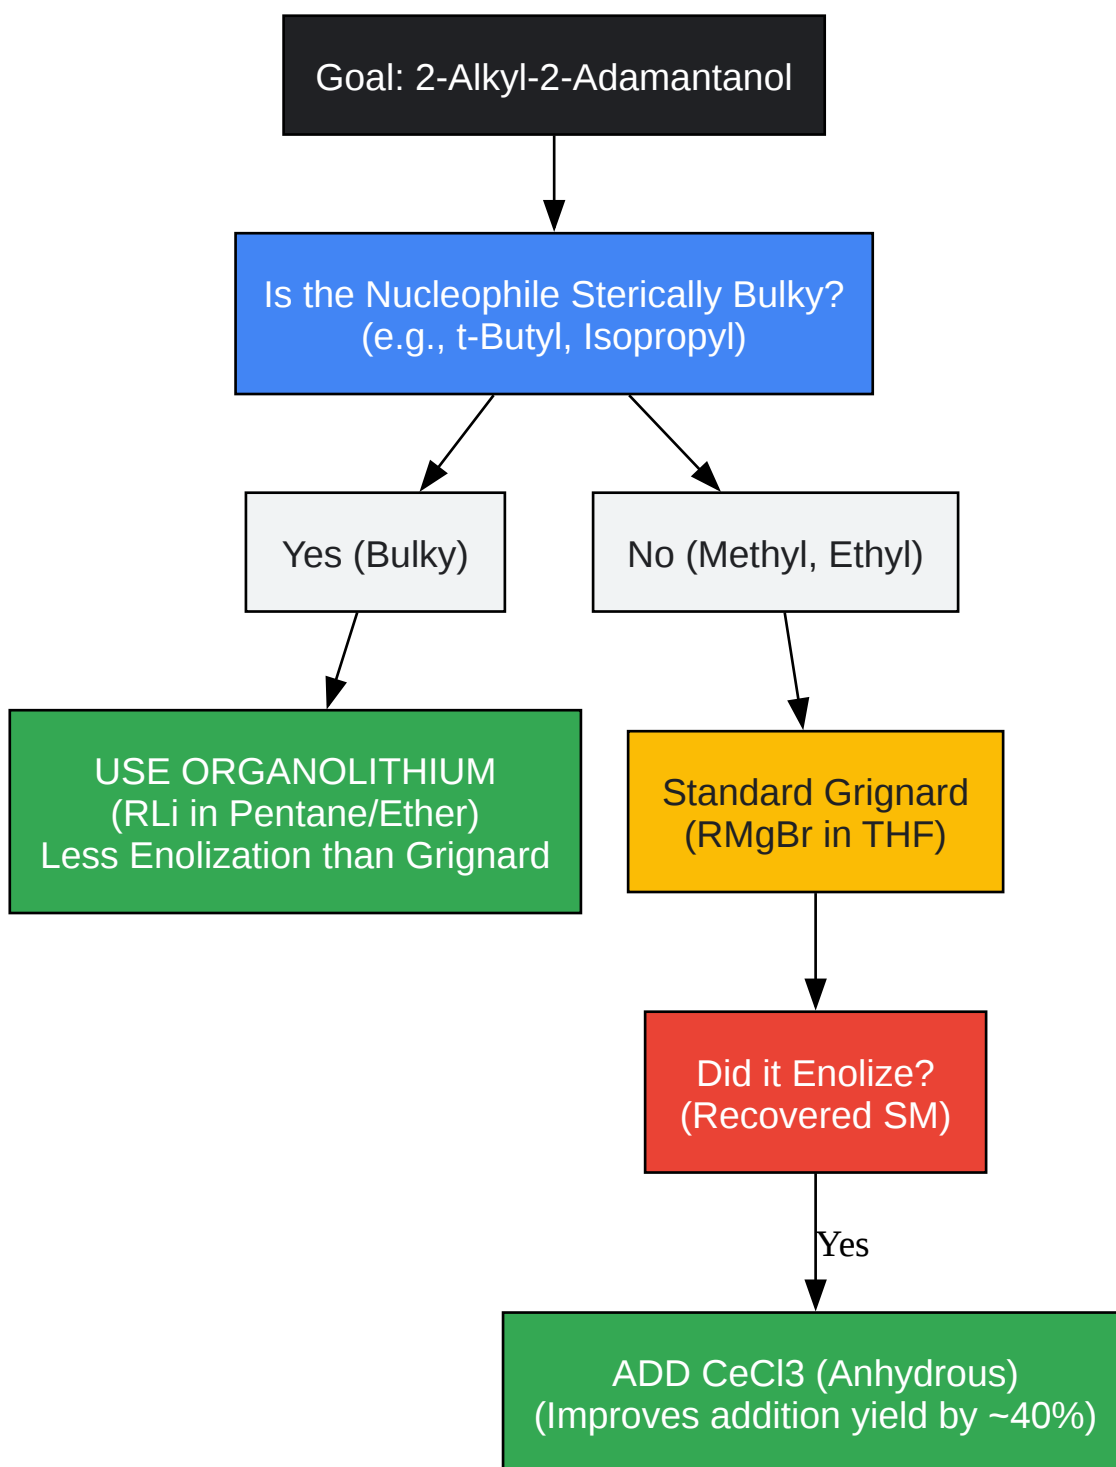 Goal: 2-Alkyl-2-Adamantanol
Is the Nucleophile Sterically Bulky?
(e.g., t-Butyl, Isopropyl)
Yes (Bulky)
No (Methyl, Ethyl)
USE ORGANOLITHIUM
(RLi in Pentane/Ether)
Less Enolization than Grignard
Standard Grignard
(RMgBr in THF)
Did it Enolize?
(Recovered SM)
Yes
ADD CeCl3 (Anhydrous)
(Improves addition yield by ~40%)